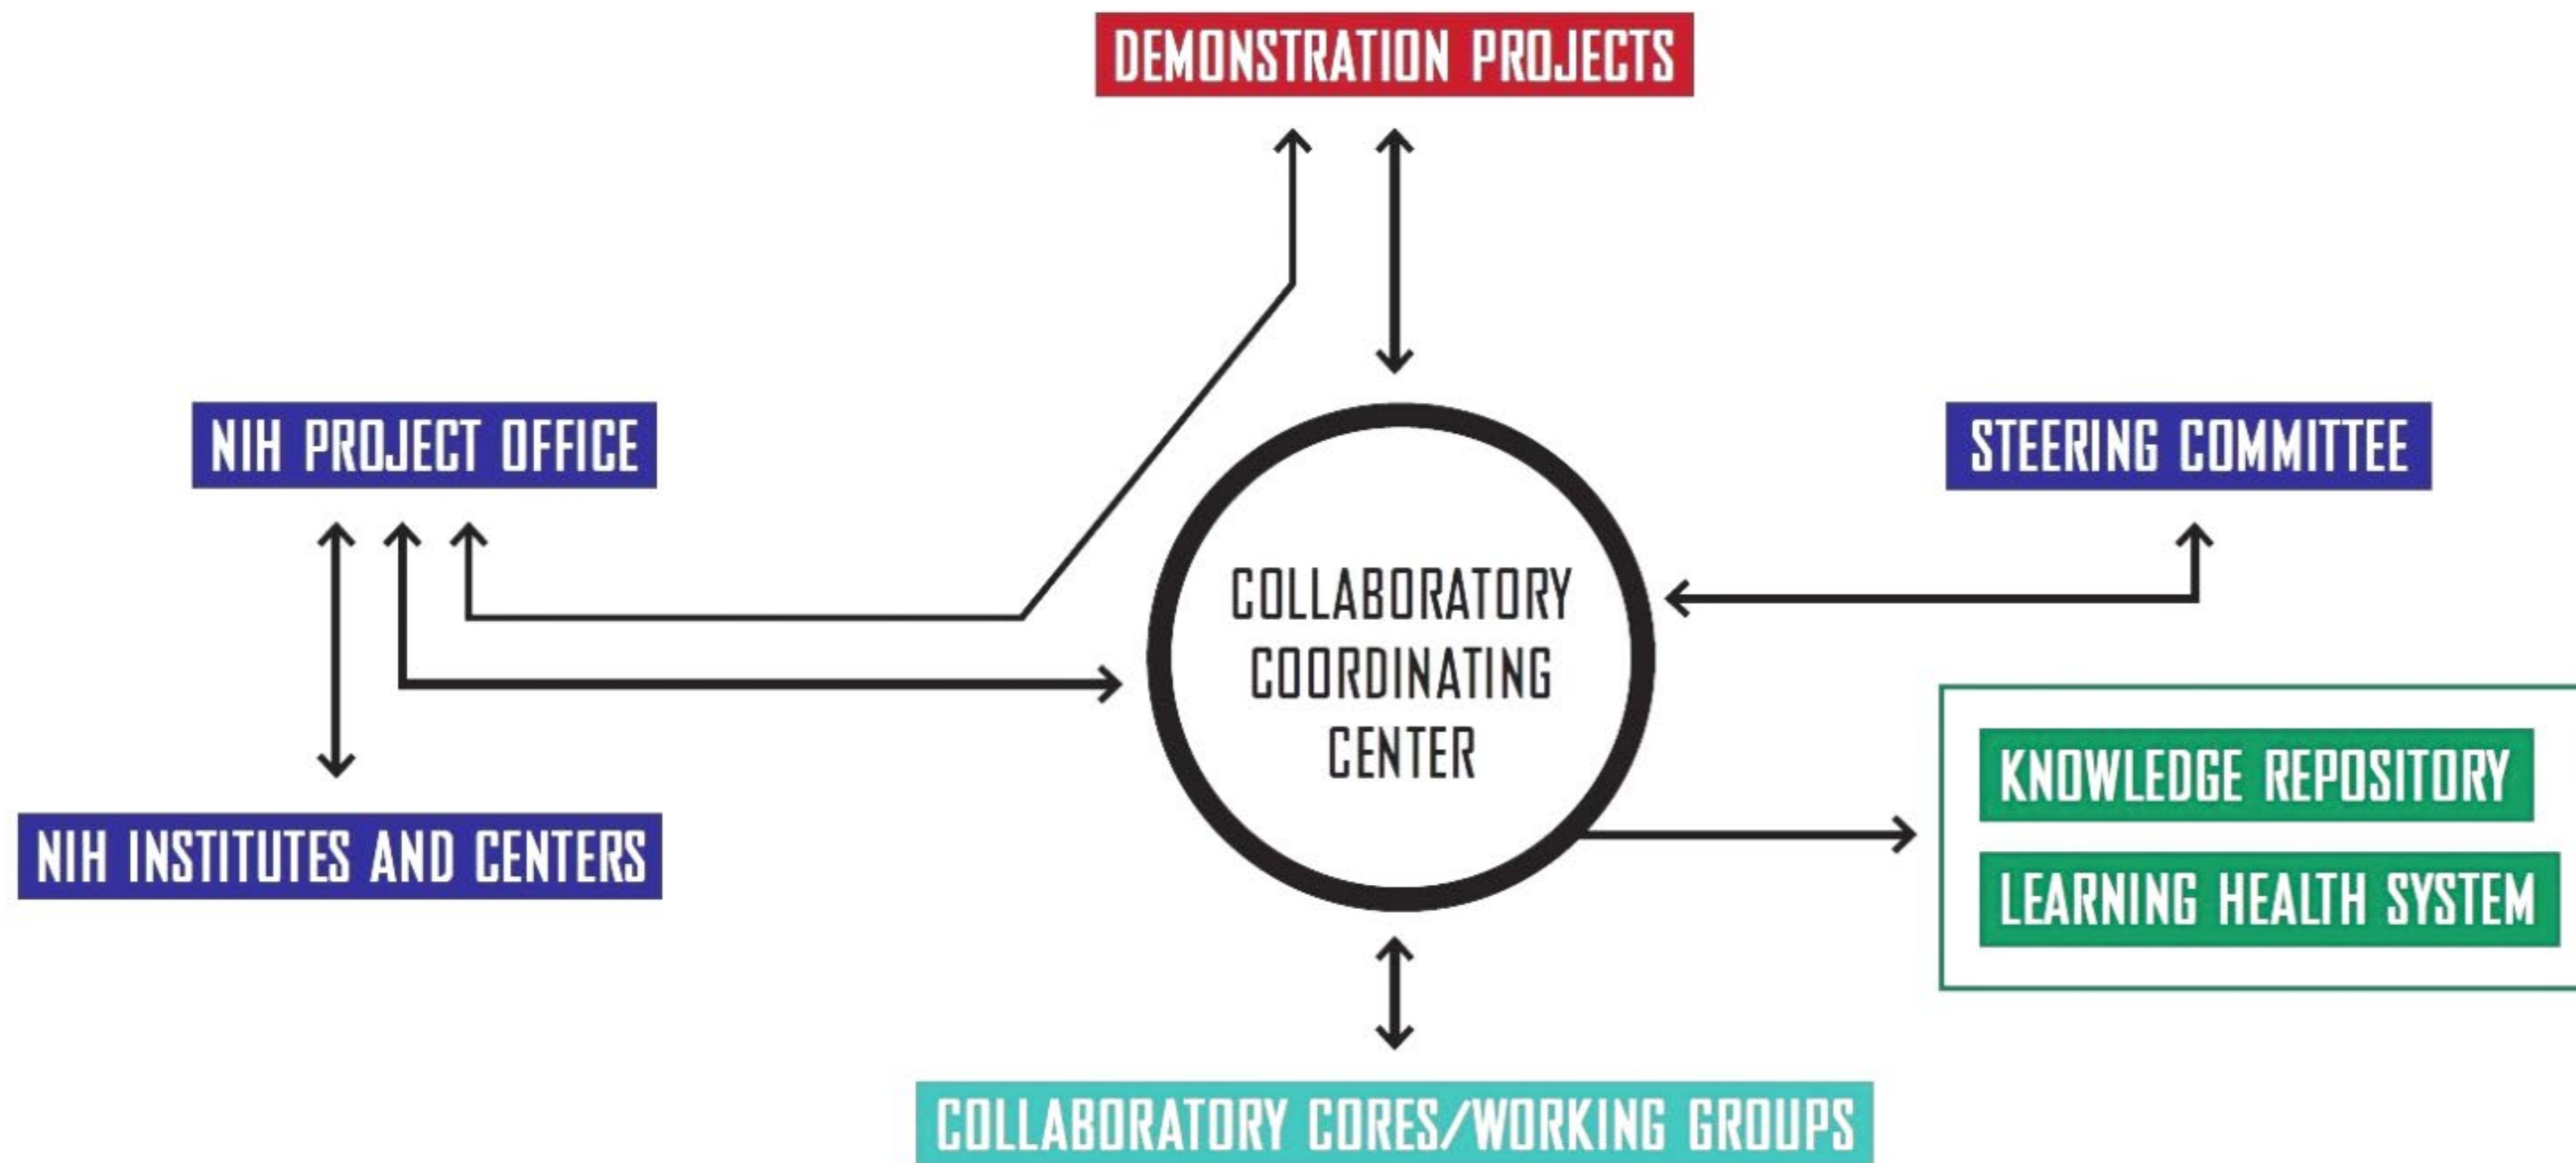 DEMONSTRATION PROJECTS
NIH PROJECT OFFICE
STEERING COMMITTEE
COLLABORATORY
COORDINATING
CENTER
KNOWLEDGE REPOSITORY
LEARNING HEALTH SYSTEM
NIH INSTITUTES AND CENTERS
COLLABORATORY CORES/WORKING GROUPS